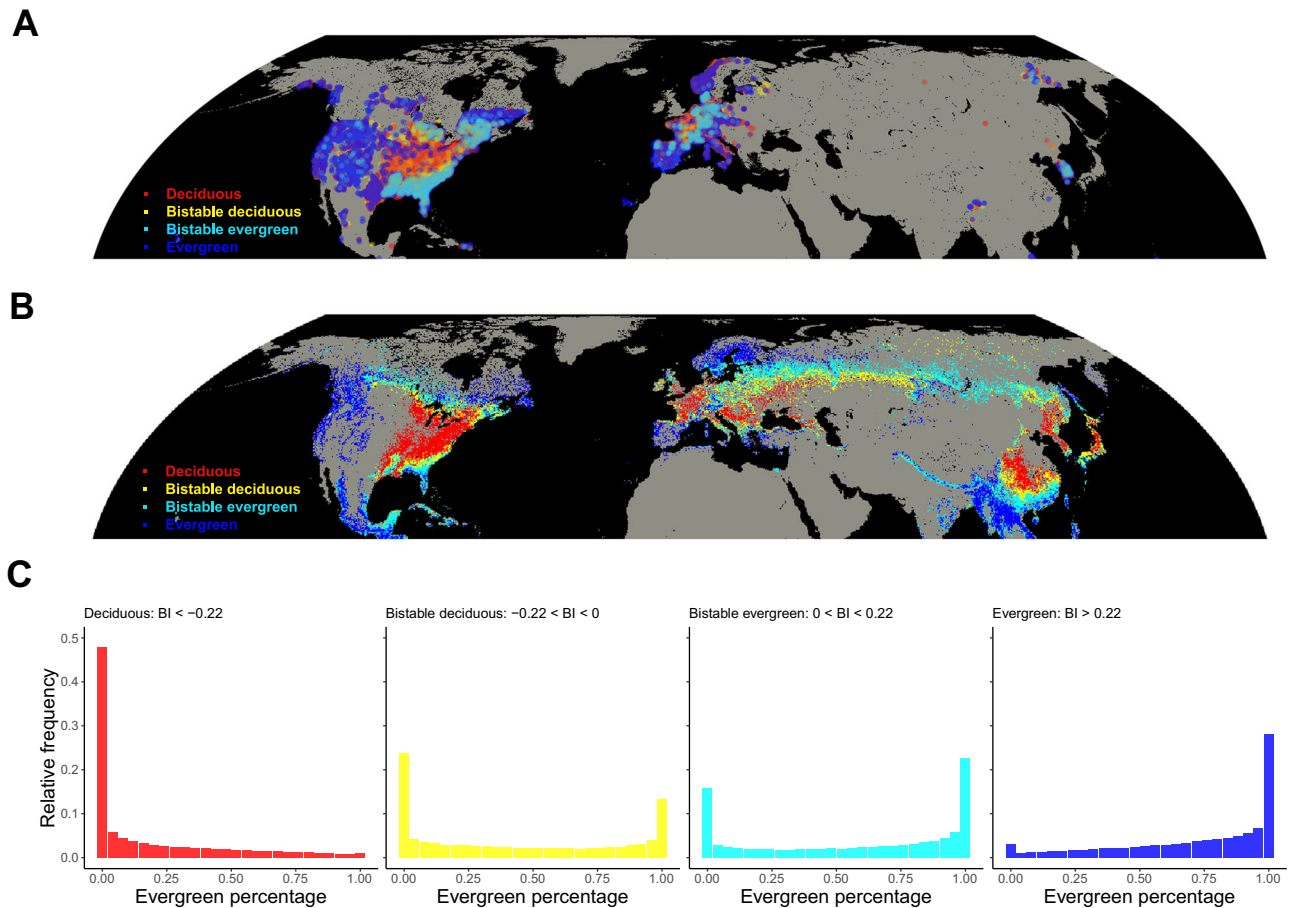 A
Deciduous
Bistable deciduous
Bistable evergreen
Evergreen
B
Deciduous
Bistable deciduous
Bistable evergreen
Evergreen
C
Deciduous: BI < −0.22
Bistable deciduous: −0.22 < BI < 0
Bistable evergreen: 0 < BI < 0.22
Evergreen: BI > 0.22
Relative frequency
0.5
0.4
0.3
0.2
0.1
0.0
0.00 0.25 0.50 0.75 1.00
0.00 0.25 0.50 0.75 1.00
0.00 0.25 0.50 0.75 1.00
0.00 0.25 0.50 0.75 1.00
Evergreen percentage
Evergreen percentage
Evergreen percentage
Evergreen percentage